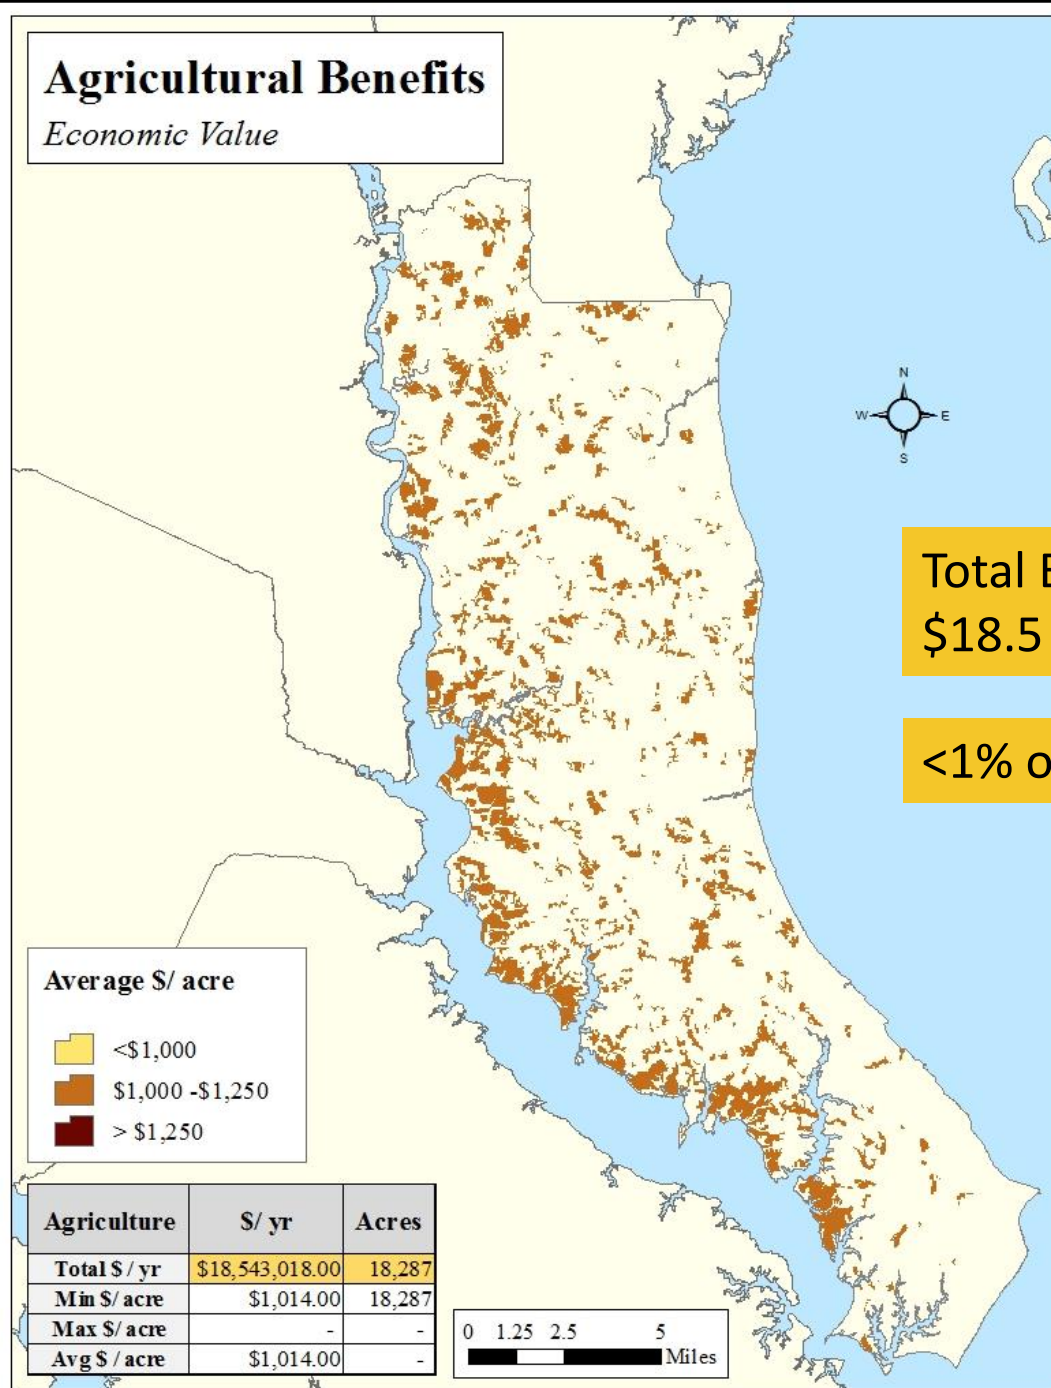 Agricultural Benefits
Economic Value
N
W E
S
Total
$18.5
<1%
Average $/ acre
<$1,000
$1,000 -$1,250
> $1,250
Agriculture $/ yr Acres
Total $ / yr $18,543,018.00 18,287
Min $/ acre $1,014.00 18,287
Max $/ acre - -
Avg $ / acre $1,014.00 -
0 1.25 2.5 5
Miles